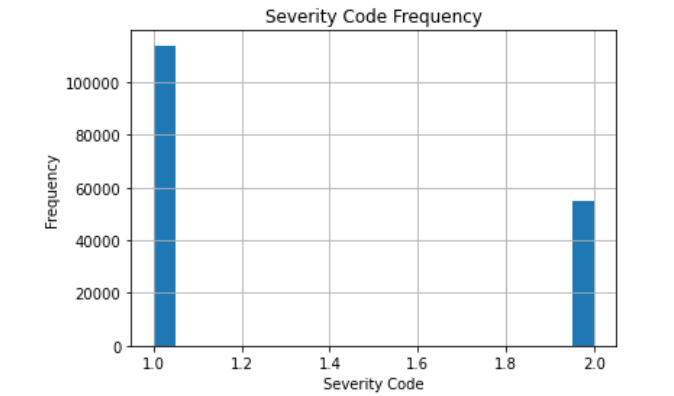 Severity Code Frequency
100000
80000
60000
40000
20000
0
Frequency
1.0 1.2 1.4 1.6 1.8 2.0
Severity Code